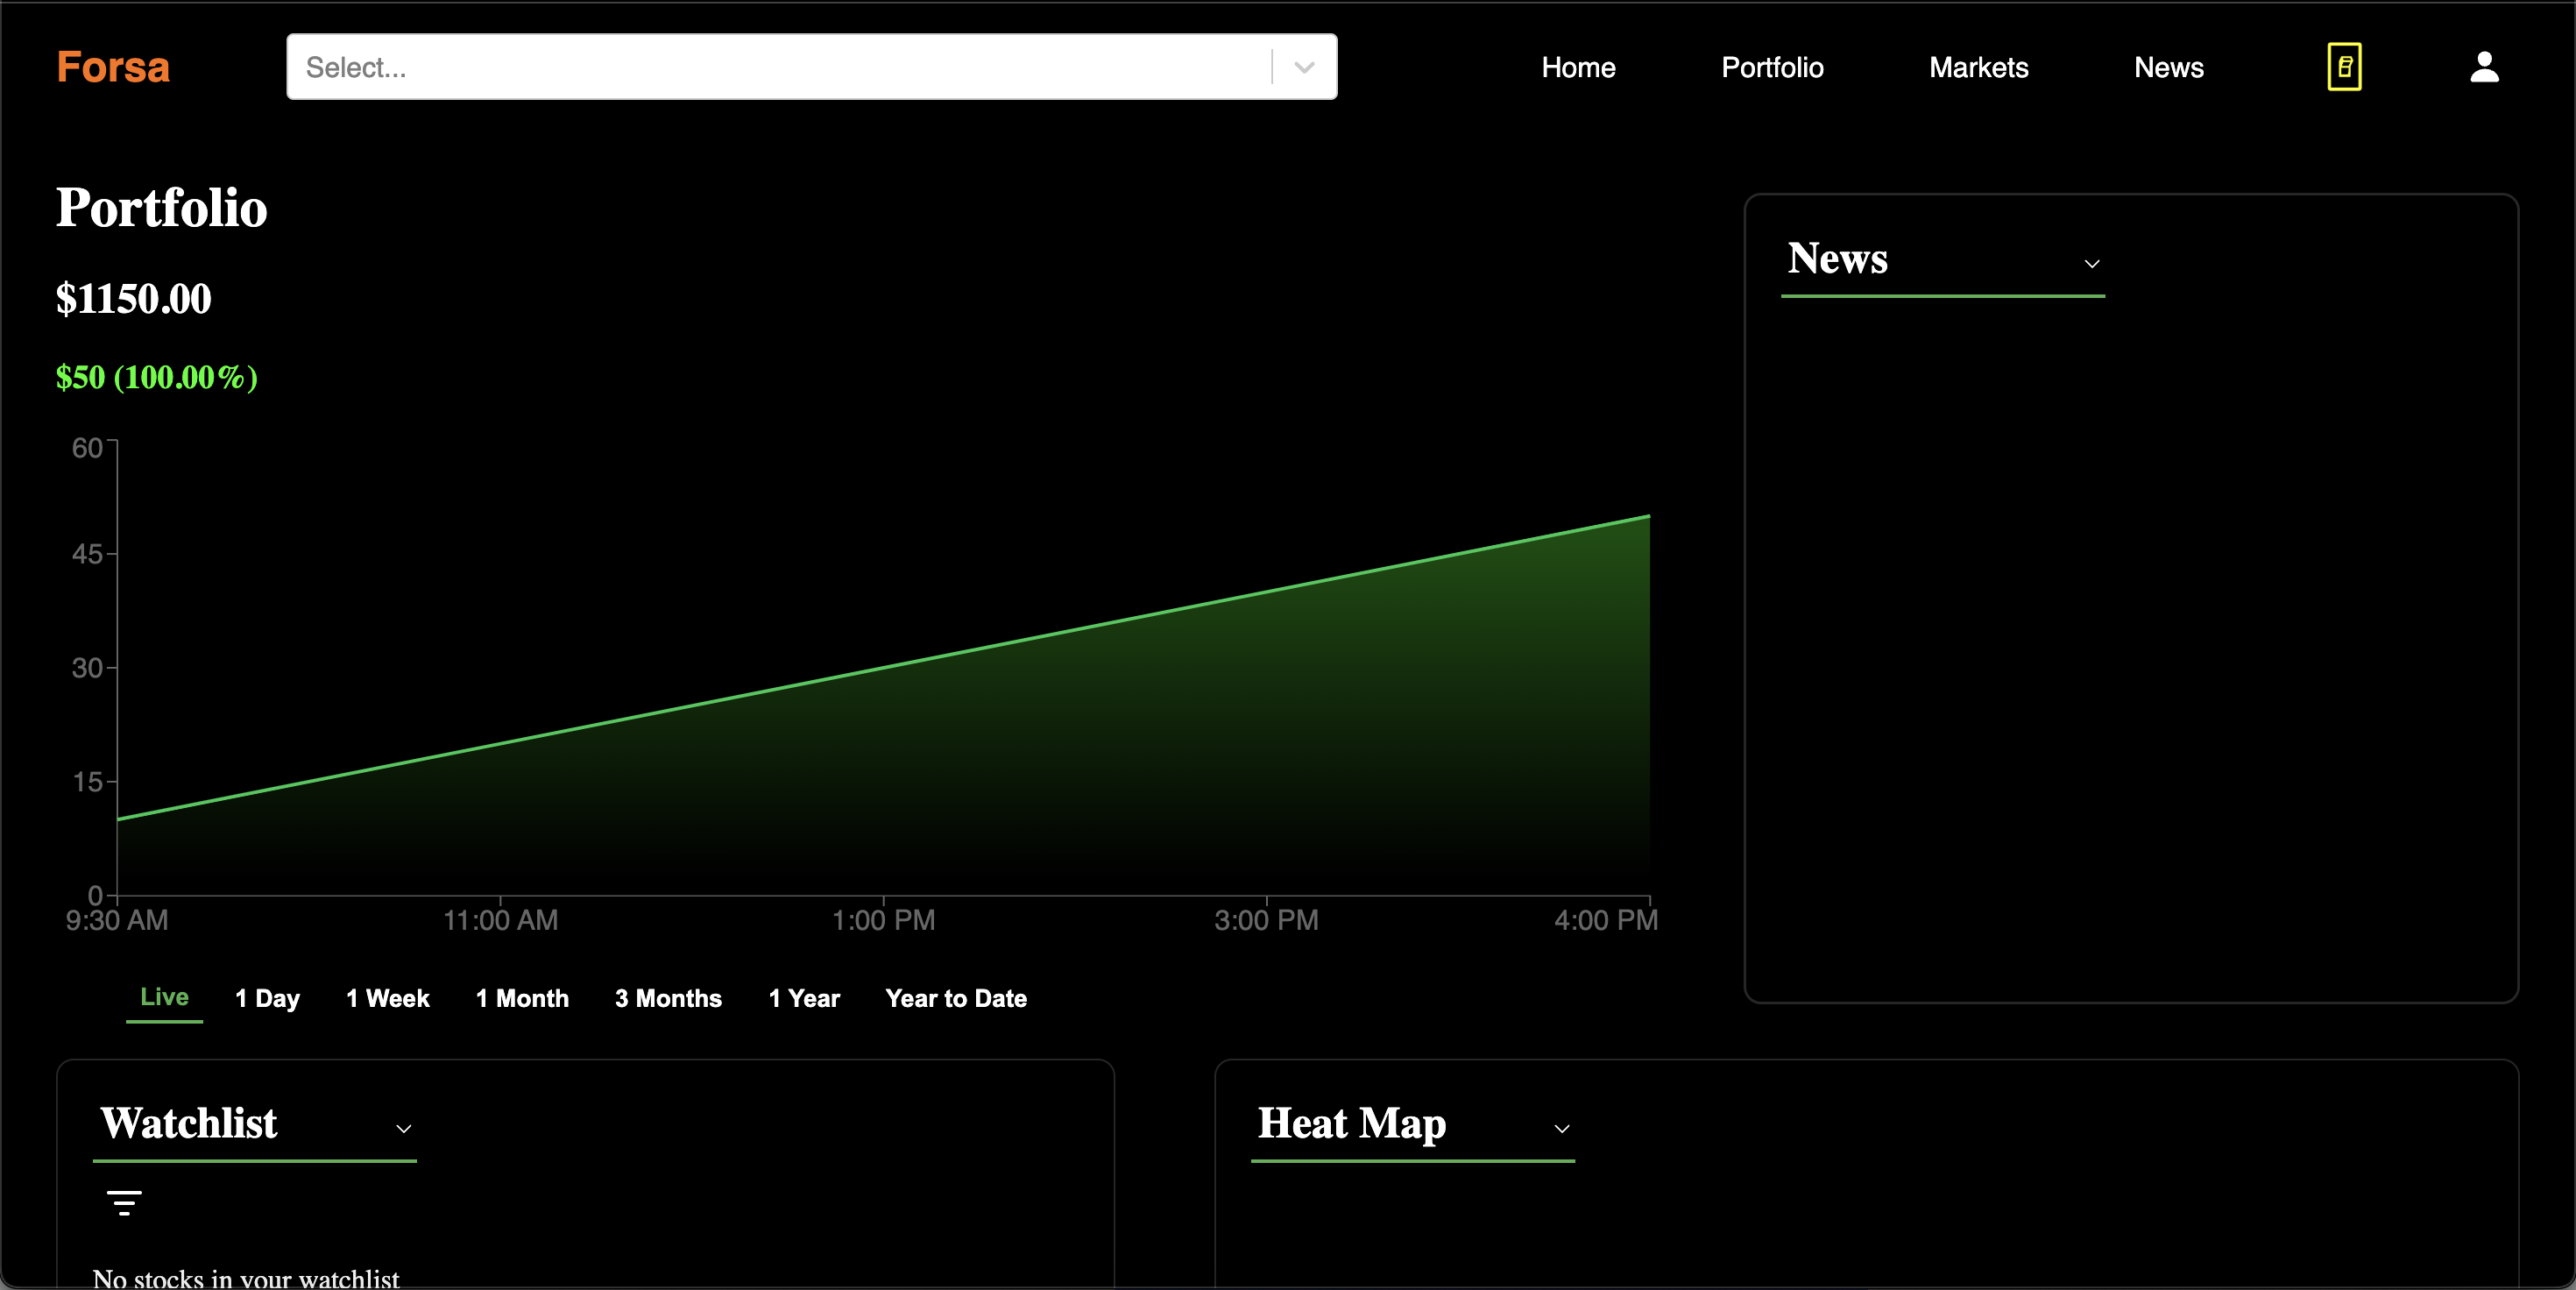 Forsa
Select...
Home
Portfolio
Markets
News
Portfolio
$1150.00
$50 (100.00%)
60
45
30
15
0
9:30 AM
11:00 AM
1:00 PM
3:00 PM
4:00 PM
Live
1 Day
1 Week
1 Month
3 Months
1 Year
Year to Date
News
Watchlist
No stocks in your watchlist
Heat Map